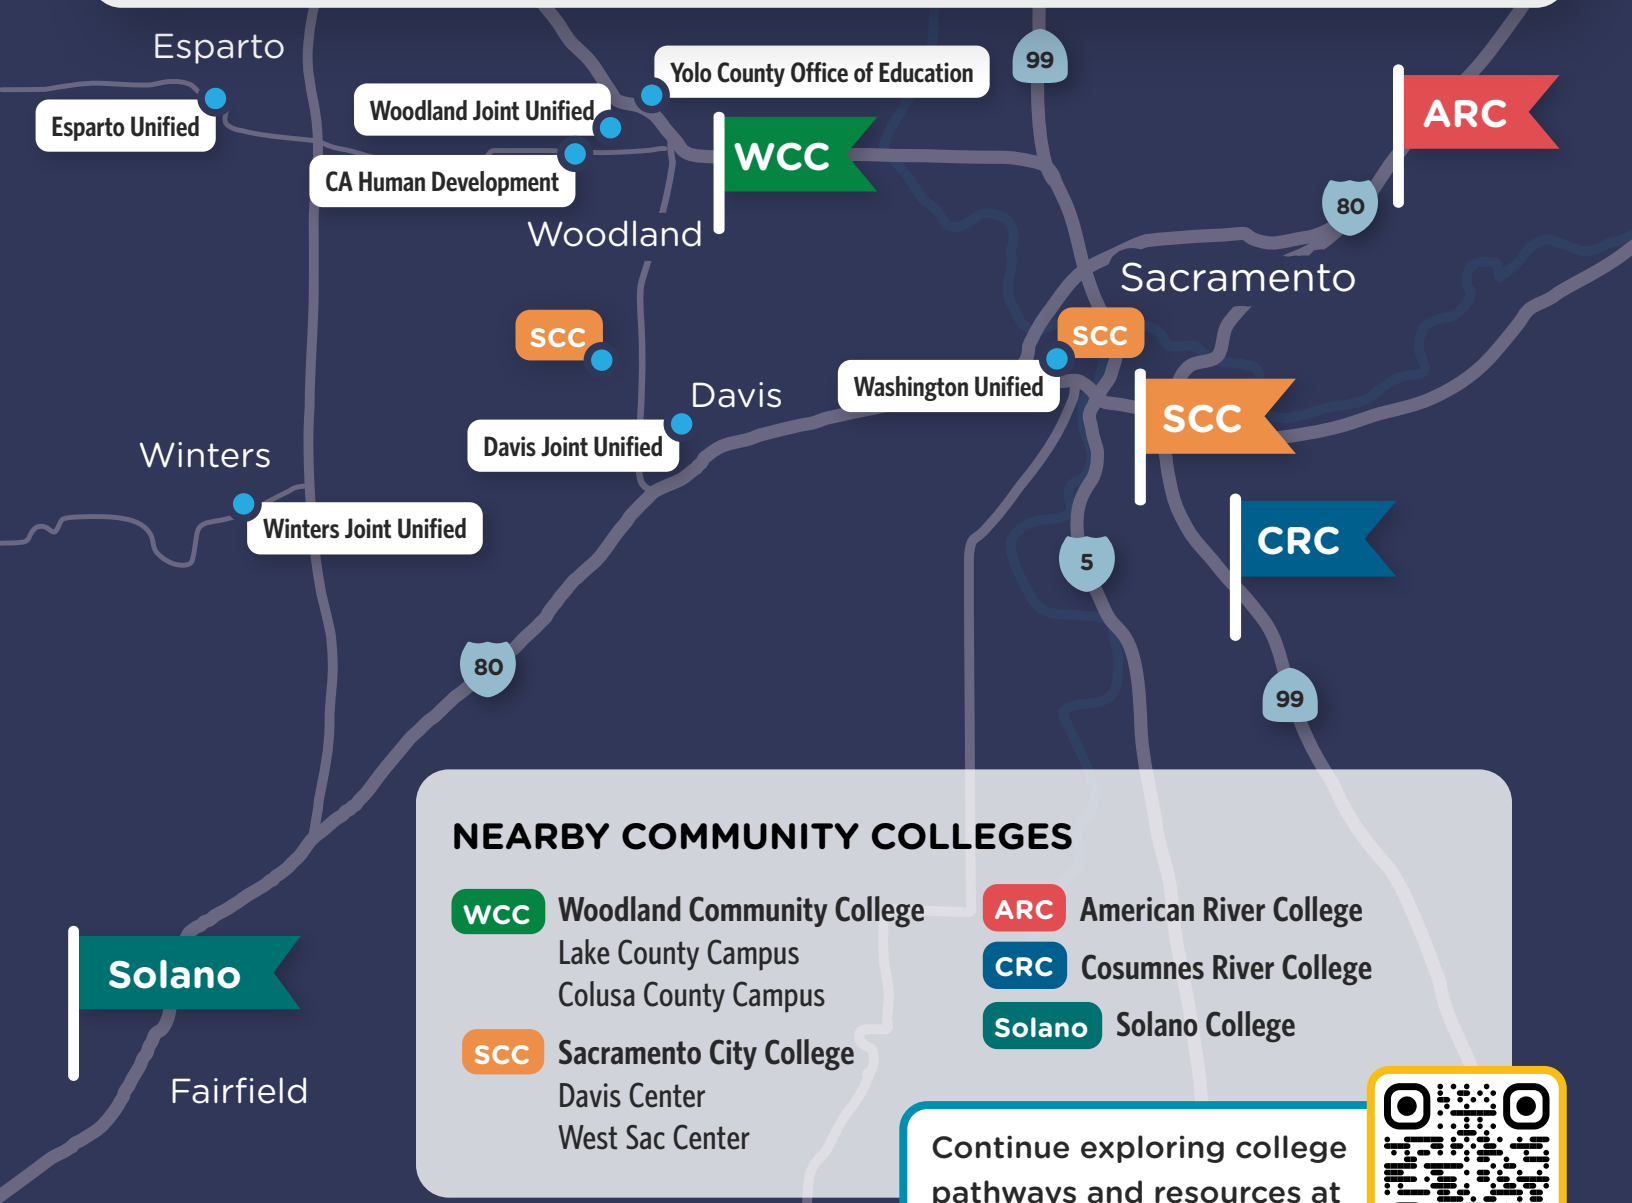 Esparto
Yolo County Office of Education
99
Woodland Joint Unified
ARC
Esparto Unified
WCC
CA Human Development
80
Woodland
Sacramento
SCC
SCC
Washington Unified
Davis
SCC
Davis Joint Unified
Winters
Winters Joint Unified
CRC
5
80
99
NEARBY COMMUNITY COLLEGES
WCC Woodland Community College
Lake County Campus
Colusa County Campus
SCC Sacramento City College
Davis Center
West Sac Center
ARC American River College
CRC Cosumnes River College
Solano Solano College
Solano
Fairfield
Continue exploring college
pathways and resources at